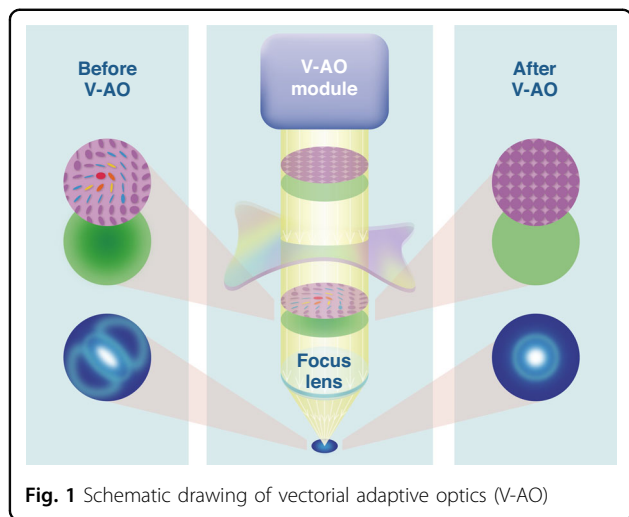 Before
V-AO
V-AO
module
After
V-AO
Focus
lens
Fig. 1 Schematic drawing of vectorial adaptive optics (V-AO)